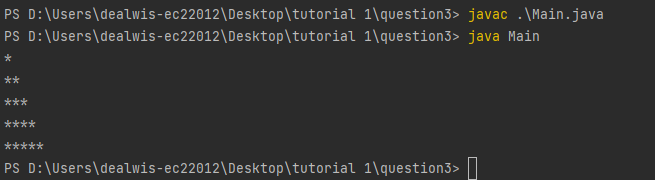 PS D:\Users\dealwis-ec22012\Desktop\tutorial 1\question3> javac .\Main.java
PS D:\Users\dealwis-ec22012\Desktop\tutorial 1\question3> java Main
*
**
***
****
*****
PS D:\Users\dealwis-ec22012\Desktop\tutorial 1\question3>